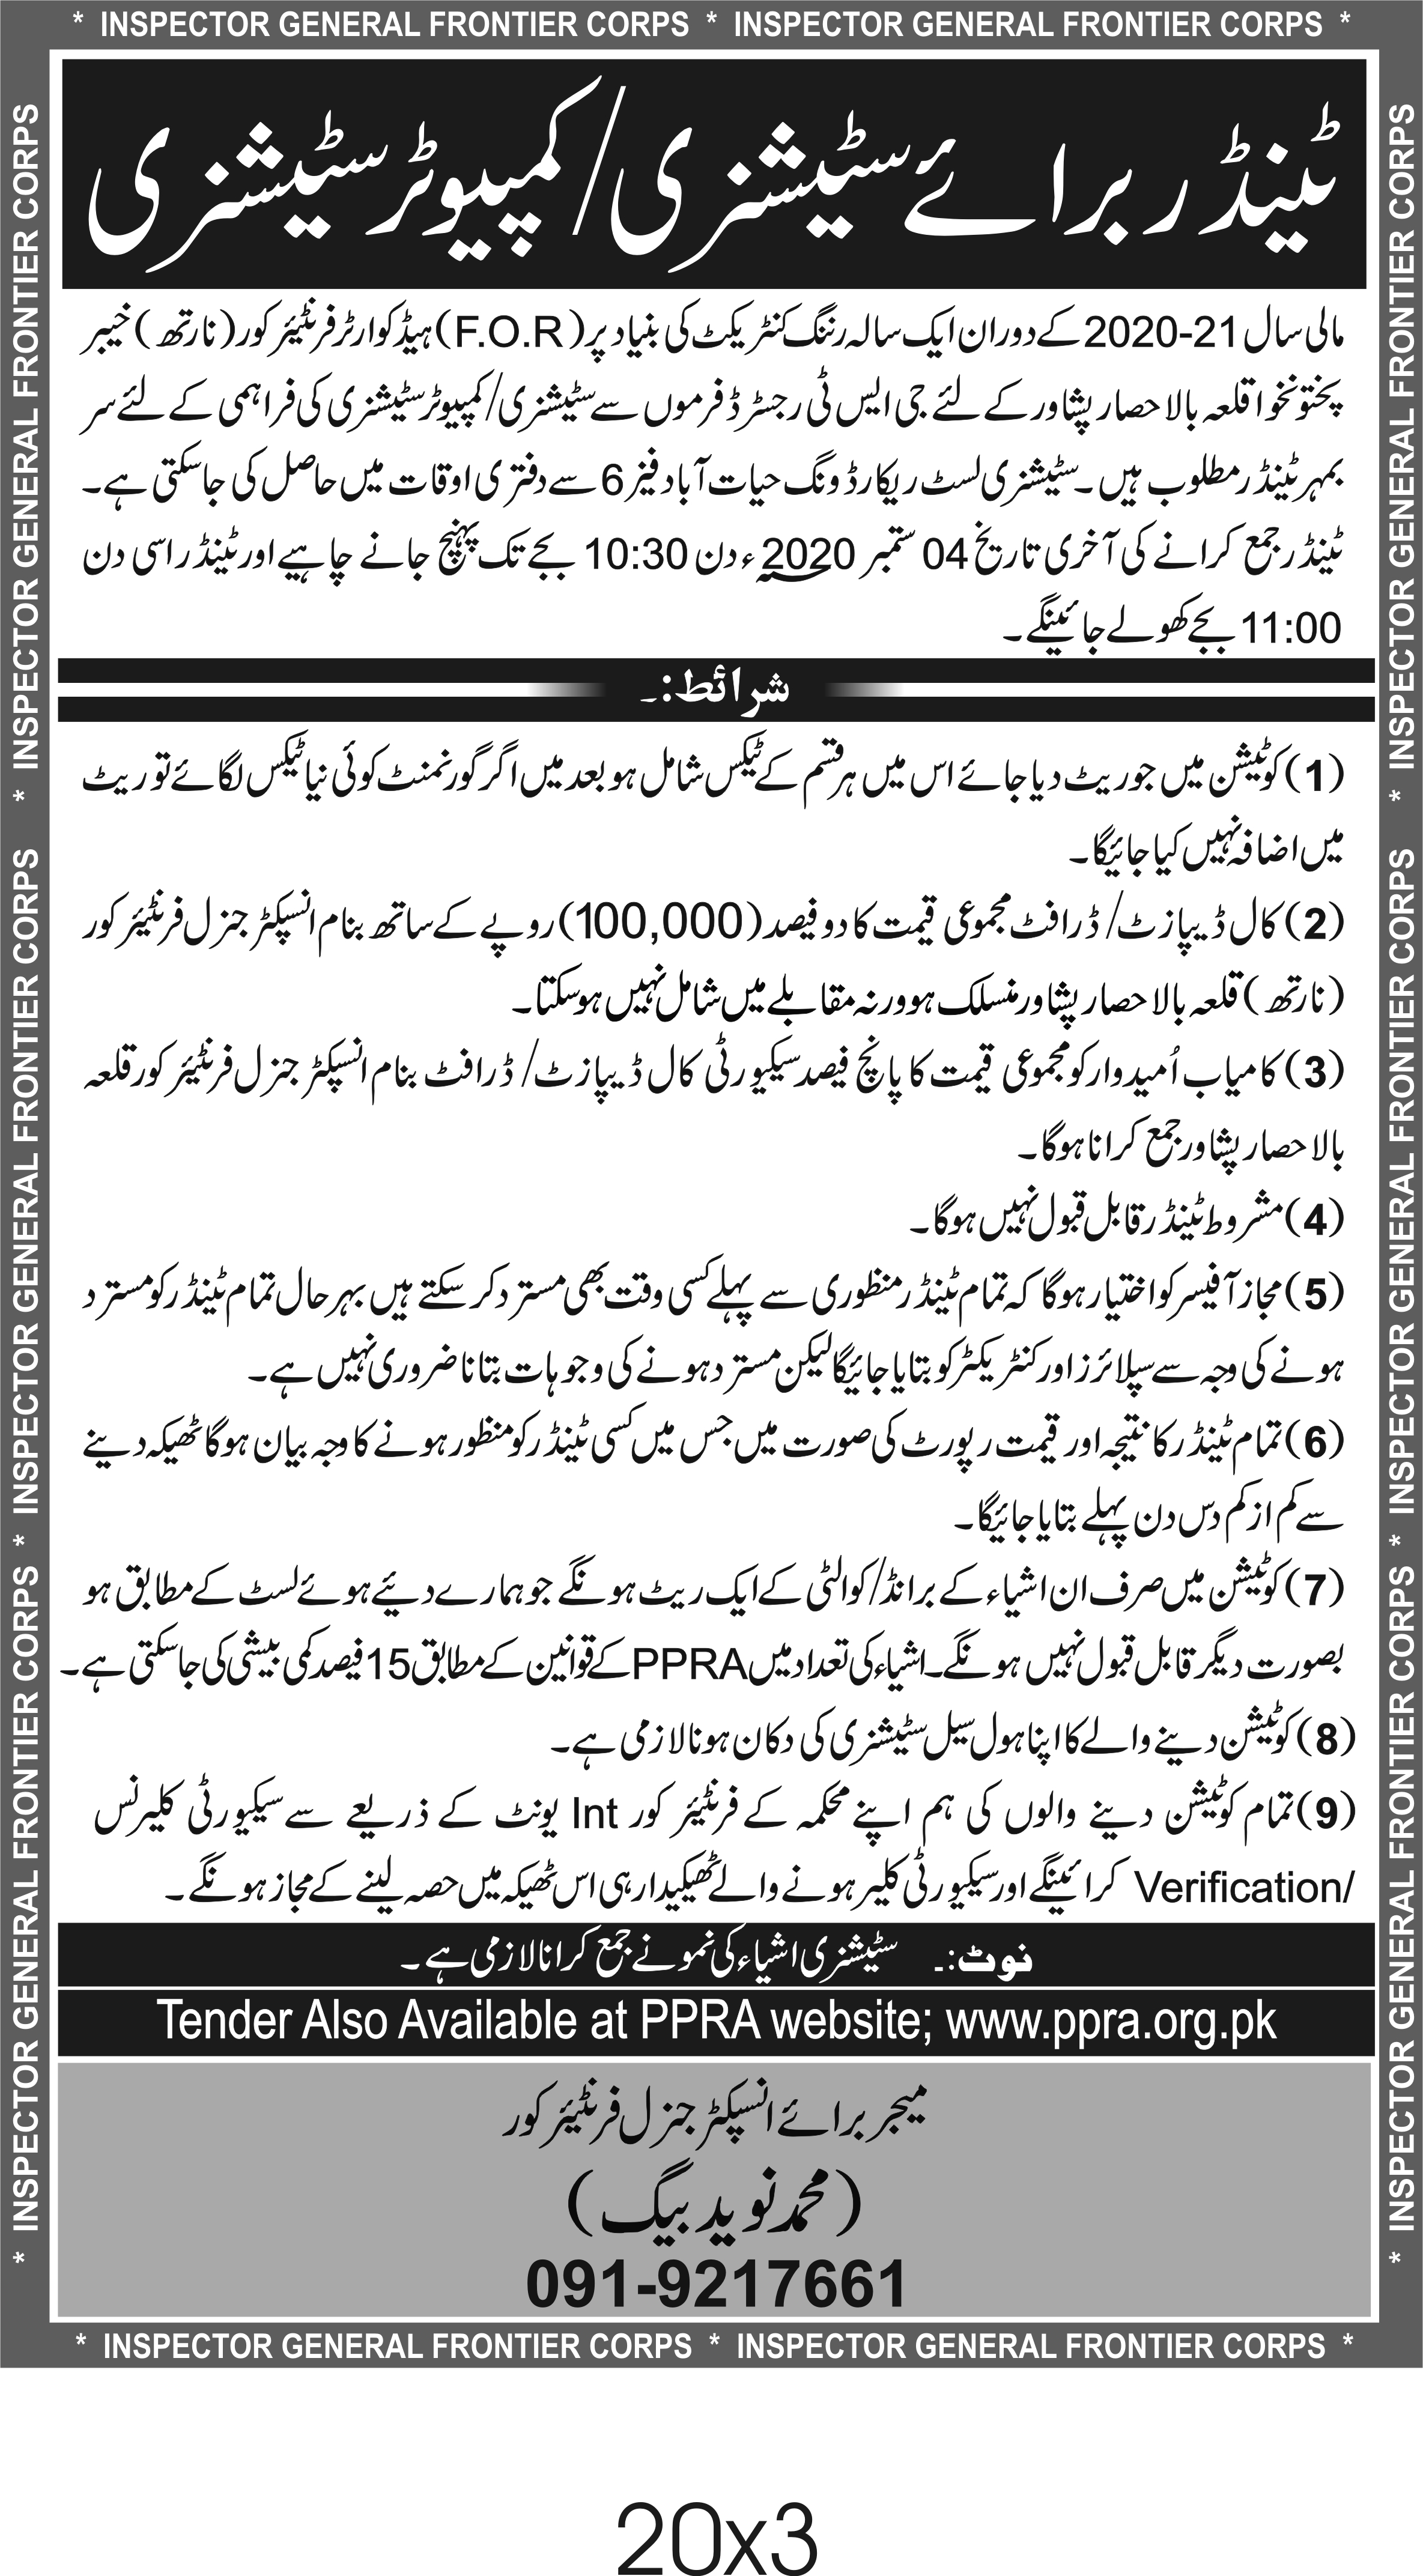 * INSPECTOR GENERAL FRONTIER CORPS * INSPECTOR GENERAL FRONTIER CORPS *
* INSPECTOR GENERAL FRONTIER CORPS * INSPECTOR GENERAL FRONTIER CORPS * INSPECTOR GENERAL FRONTIER CORPS
* INSPECTOR GENERAL FRONTIER CORPS * INSPECTOR GENERAL FRONTIER CORPS * INSPECTOR GENERAL FRONTIER CORPS
ٹینڈر برائے سٹیشنری/کمپیوٹر سٹیشنری
مالی سال 21-2020 کے دوران ایک سالہ رننگ کنٹریکٹ کی بنیاد پر (F.O.R) ہیڈکوارٹر فرنٹیئر کور (نارتھ) خیبر
پختونخوا قلعہ بالا حصار پشاور کے لئے جی ایس ٹی رجسٹرڈ فرموں سے سٹیشنری/کمپیوٹر سٹیشنری کی فراہمی کے لئے سر
بمہر ٹینڈر مطلوب ہیں۔ سٹیشنری لسٹ ریکارڈ ونگ حیات آباد فیز 6 سے دفتری اوقات میں حاصل کی جاسکتی ہے۔
ٹینڈر جمع کرانے کی آخری تاریخ 04 ستمبر 2020ء دن 10:30 بجے تک پہنچ جانے چاہیے اور ٹینڈر اسی دن
11:00 بجے کھولے جائینگے۔
شرائط:۔
(1) کوٹیشن میں جو ریٹ دیا جائے اس میں ہر قسم کے ٹیکس شامل ہو بعد میں اگر گورنمنٹ کوئی نیا ٹیکس لگائے تو ریٹ
میں اضافہ نہیں کیا جائیگا۔
(2) کال ڈیپازٹ/ڈرافٹ مجموعی قیمت کا دو فیصد (100,000) روپے کے ساتھ بنام انسپکٹر جنرل فرنٹیئر کور
(نارتھ) قلعہ بالا حصار پشاور منسلک ہو ورنہ مقابلے میں شامل نہیں ہوسکتا۔
(3) کامیاب اُمیدوار کو مجموعی قیمت کا پانچ فیصد سیکیورٹی کال ڈیپازٹ/ڈرافٹ بنام انسپکٹر جنرل فرنٹیئر کور قلعہ
بالا حصار پشاور جمع کرانا ہوگا۔
(4) مشروط ٹینڈر قابل قبول نہیں ہوگا۔
(5) مجاز آفیسر کو اختیار ہوگا کہ تمام ٹینڈر منظوری سے پہلے کسی وقت بھی مسترد کر سکتے ہیں بہرحال تمام ٹینڈر کو مسترد
ہونے کی وجہ سے سپلائرز اور کنٹریکٹر کو بتایا جائیگا لیکن مسترد ہونے کی وجوہات بتانا ضروری نہیں ہے۔
(6) تمام ٹینڈر کا نتیجہ اور قیمت رپورٹ کی صورت میں جس میں کسی ٹینڈر کو منظور ہونے کا وجہ بیان ہوگا ٹھیکہ دینے
سے کم از کم دس دن پہلے بتایا جائیگا۔
(7) کوٹیشن میں صرف ان اشیاء کے برانڈ/کوالٹی کے ایک ریٹ ہونگے جو ہمارے دئیے ہوئے لسٹ کے مطابق ہو
بصورت دیگر قابل قبول نہیں ہونگے۔ اشیاء کی تعداد میں PPRA کے قوانین کے مطابق 15 فیصد کمی بیشی کی جاسکتی ہے۔
(8) کوٹیشن دینے والے کا اپنا ہول سیل سٹیشنری کی دکان ہونا لازمی ہے۔
(9) تمام کوٹیشن دینے والوں کی ہم اپنے محکمہ کے فرنٹیئر کور Int یونٹ کے ذریعے سے سیکیورٹی کلیرنس
/Verification کرائینگے اور سیکیورٹی کلیر ہونے والے ٹھیکیدار ہی اس ٹھیکہ میں حصہ لینے کے مجاز ہونگے۔
نوٹ:۔ سٹیشنری اشیاء کی نمونے جمع کرانا لازمی ہے۔
Tender Also Available at PPRA website; www.ppra.org.pk
میجر برائے انسپکٹر جنرل فرنٹیئر کور
(محمد نوید بیگ)
091-9217661
* INSPECTOR GENERAL FRONTIER CORPS * INSPECTOR GENERAL FRONTIER CORPS *
20x3